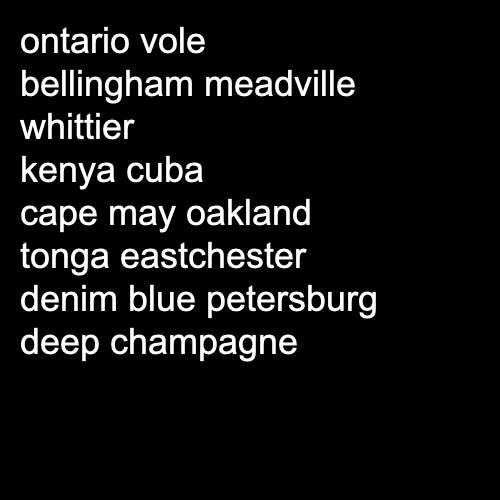 ontario vole
bellingham meadville
whittier
kenya cuba
cape may oakland
tonga eastchester
denim blue petersburg
deep champagne